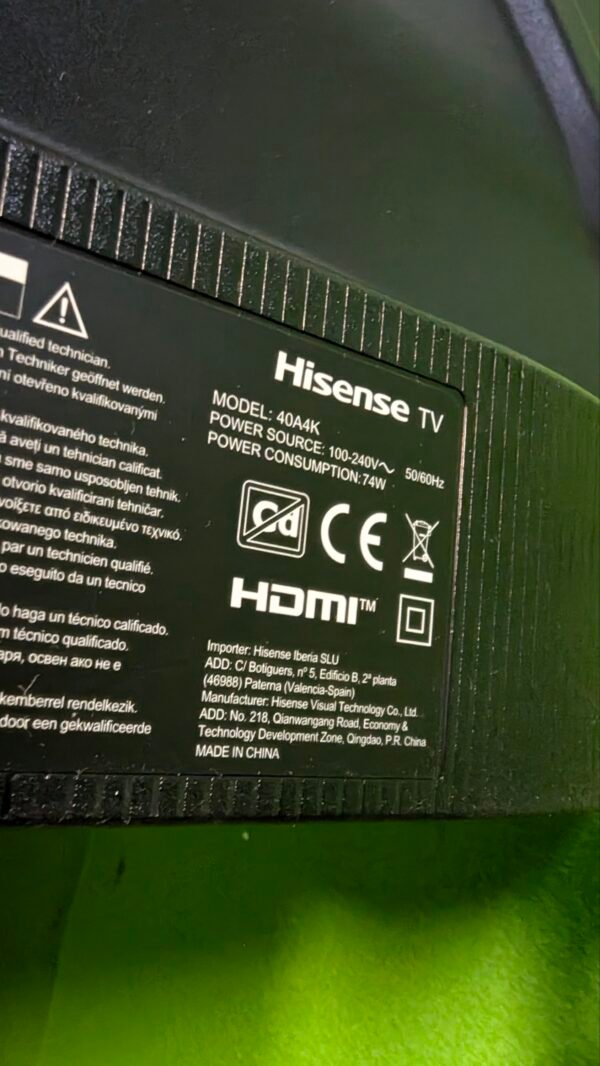 ualified technician.
n Techniker geöffnet werden.
ni otevřeno kvalifikovanými
kvalifikovaného technika.
ă aveți un tehnician calificat.
sme samo usposobljen tehnik.
otvorio kvalificirani tehničar.
νοίξετε από ειδικευμένο τεχνικό.
kowanego technika.
par un technicien qualifié.
o eseguito da un tecnico
lo haga un técnico calificado.
m técnico qualificado.
аря, освен ако не е
kemberrel rendelkezik.
door een gekwalificeerde
Hisense TV
MODEL: 40A4K
POWER SOURCE: 100-240V~ 50/60Hz
POWER CONSUMPTION:74W
Cd
CE
HDMI™
Importer: Hisense Iberia SLU
ADD: C/ Botiguers, nº 5, Edificio B, 2ª planta
(46988) Paterna (Valencia-Spain)
Manufacturer: Hisense Visual Technology Co., Ltd.
ADD: No. 218, Qianwangang Road, Economy &
Technology Development Zone, Qingdao, P.R. China
MADE IN CHINA